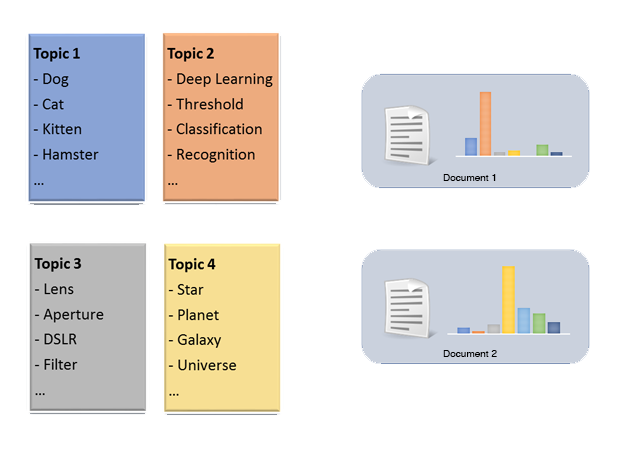 Topic 1
- Dog
- Cat
- Kitten
- Hamster
...
Topic 2
- Deep Learning
- Threshold
- Classification
- Recognition
...
Document 1
Topic 3
- Lens
- Aperture
- DSLR
- Filter
...
Topic 4
- Star
- Planet
- Galaxy
- Universe
...
Document 2